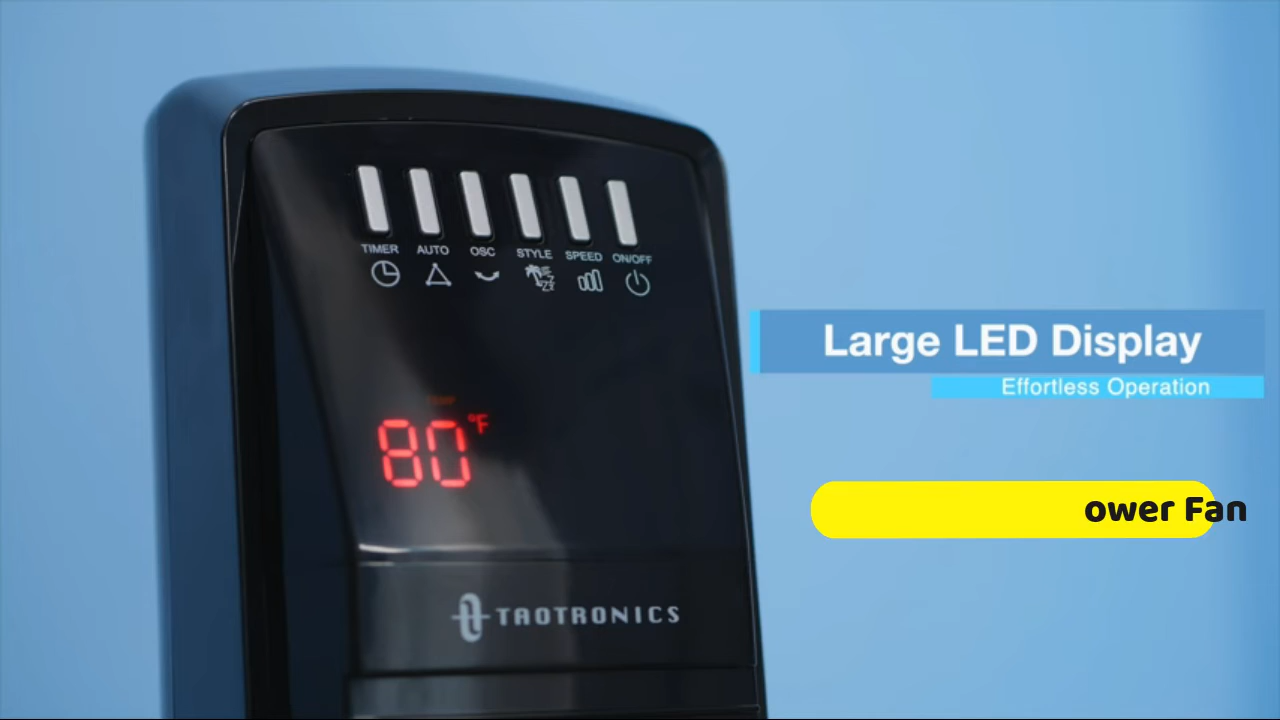 TIMER AUTO OSC STYLE SPEED ON/OFF
80°F
TAOTRONICS
Large LED Display
Effortless Operation
ower Fan